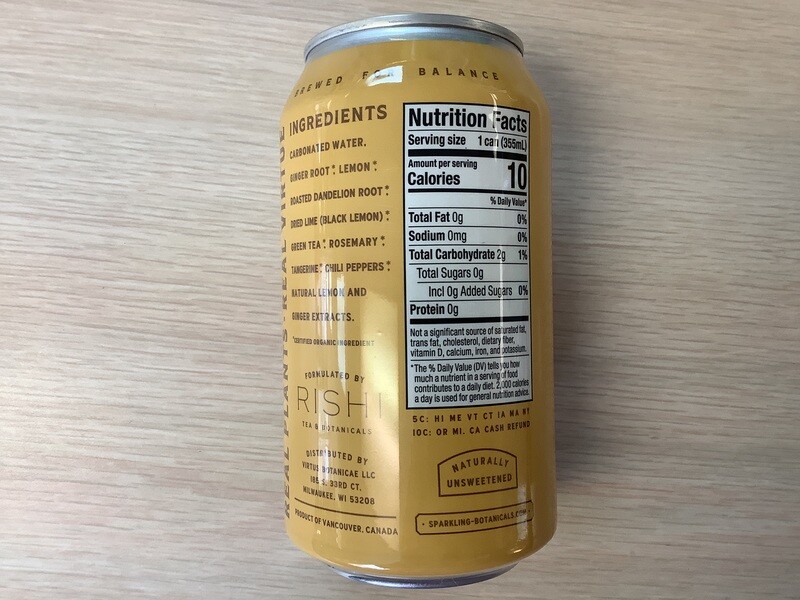 BREWED FOR BALANCE
REAL PLANTS. REAL VIRTUE
INGREDIENTS
CARBONATED WATER,
GINGER ROOT*, LEMON*,
ROASTED DANDELION ROOT*,
DRIED LIME (BLACK LEMON)*,
GREEN TEA*, ROSEMARY*,
TANGERINE*, CHILI PEPPERS*,
NATURAL LEMON AND
GINGER EXTRACTS.
*CERTIFIED ORGANIC INGREDIENT
FORMULATED BY
RISHI
TEA & BOTANICALS
DISTRIBUTED BY
VIRTUS BOTANICAE LLC
185 S. 33RD CT.
MILWAUKEE, WI 53208
PRODUCT OF VANCOUVER, CANADA
Nutrition Facts
Serving size 1 can (355mL)
Amount per serving
Calories 10
% Daily Value*
Total Fat 0g 0%
Sodium 0mg 0%
Total Carbohydrate 2g 1%
Total Sugars 0g
Incl 0g Added Sugars 0%
Protein 0g
Not a significant source of saturated fat,
trans fat, cholesterol, dietary fiber,
vitamin D, calcium, iron, and potassium.
*The % Daily Value (DV) tells you how
much a nutrient in a serving of food
contributes to a daily diet. 2,000 calories
a day is used for general nutrition advice.
5C: HI ME VT CT IA MA NY
10C: OR MI. CA CASH REFUND
NATURALLY
UNSWEETENED
SPARKLING-BOTANICALS.COM